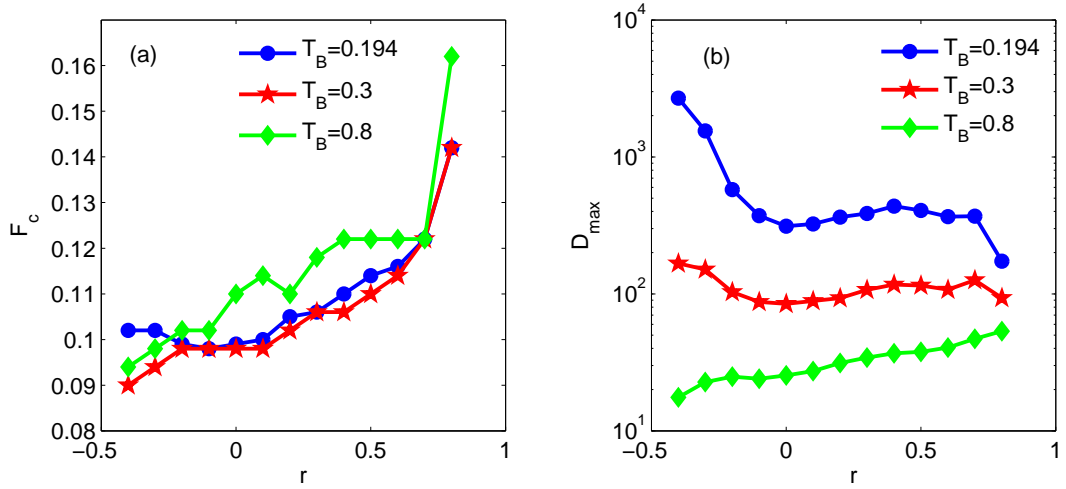 (a)
T_B=0.194
T_B=0.3
T_B=0.8
0.16
0.15
0.14
0.13
0.12
0.11
0.1
0.09
0.08
F_c
−0.5 0 0.5 1
r
(b)
T_B=0.194
T_B=0.3
T_B=0.8
10^4
10^3
10^2
10^1
D_max
−0.5 0 0.5 1
r